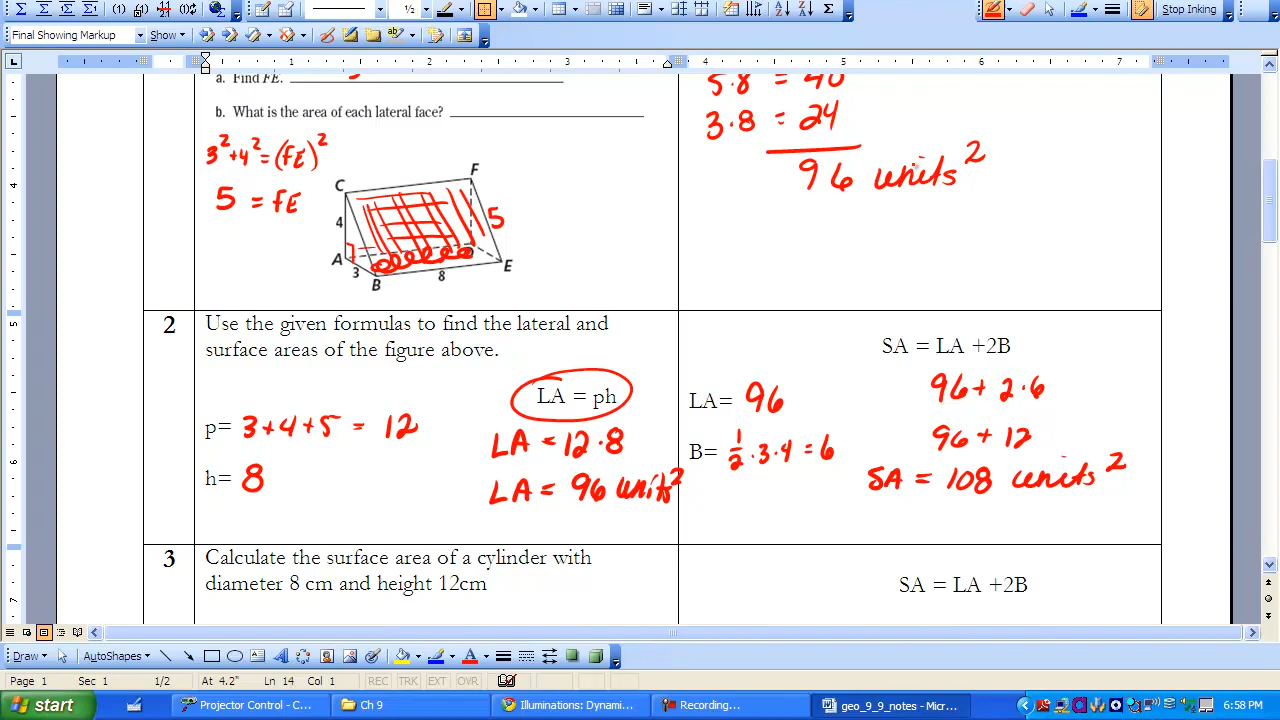 Final Showing Markup Show
Stop Inking
a. Find FE.
b. What is the area of each lateral face?
3² + 4² = (FE)²
5 = FE
C
F
4
5
A
3
B
8
E
5 · 8 = 40
3 · 8 = 24
96 units²
2
Use the given formulas to find the lateral and
surface areas of the figure above.
LA = ph
p= 3 + 4 + 5 = 12
LA = 12 · 8
h= 8
LA = 96 units²
SA = LA +2B
LA= 96
96 + 2 · 6
B= 1/2 · 3 · 4 = 6
96 + 12
SA = 108 units²
3
Calculate the surface area of a cylinder with
diameter 8 cm and height 12cm
SA = LA +2B
Draw AutoShapes
Page 1 Sec 1 1/2 At 4.2" Ln 14 Col 1 REC TRK EXT OVR
start Projector Control - C... Ch 9 Illuminations: Dynami... Recording... geo_9_9_notes - Micr... 6:58 PM